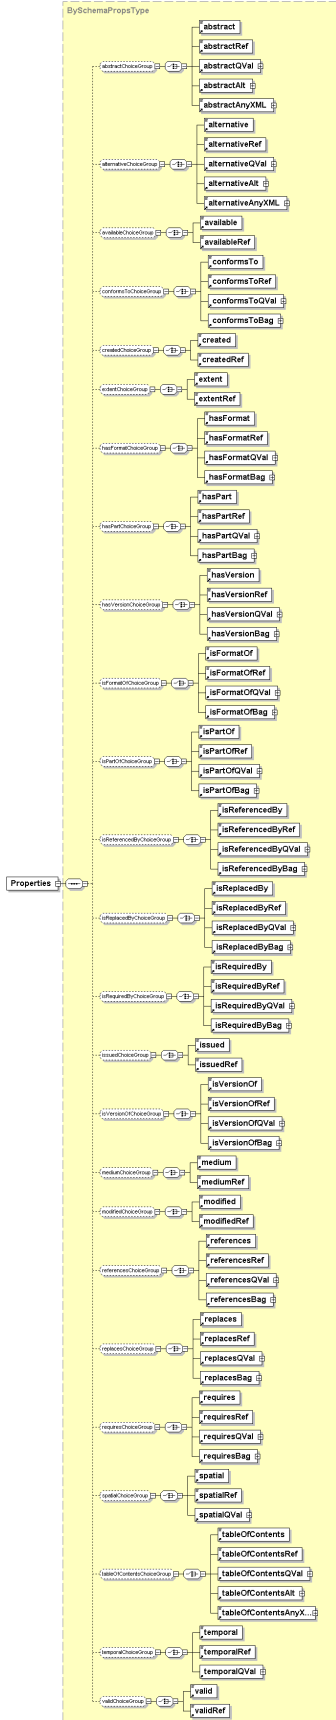 BySchemaPropsType
abstract
abstractRef
abstractChoiceGroup
abstractQVal
abstractAlt
abstractAnyXML
alternative
alternativeRef
alternativeChoiceGroup
alternativeQVal
alternativeAlt
alternativeAnyXML
available
availableChoiceGroup
availableRef
conformsTo
conformsToRef
conformsToChoiceGroup
conformsToQVal
conformsToBag
created
createdChoiceGroup
createdRef
extent
extentChoiceGroup
extentRef
hasFormat
hasFormatRef
hasFormatChoiceGroup
hasFormatQVal
hasFormatBag
hasPart
hasPartRef
hasPartChoiceGroup
hasPartQVal
hasPartBag
hasVersion
hasVersionRef
hasVersionChoiceGroup
hasVersionQVal
hasVersionBag
isFormatOf
isFormatOfRef
isFormatOfChoiceGroup
isFormatOfQVal
isFormatOfBag
isPartOf
isPartOfRef
isPartOfChoiceGroup
isPartOfQVal
isPartOfBag
isReferencedBy
isReferencedByRef
isReferencedByChoiceGroup
isReferencedByQVal
isReferencedByBag
Properties
isReplacedBy
isReplacedByRef
isReplacedByChoiceGroup
isReplacedByQVal
isReplacedByBag
isRequiredBy
isRequiredByRef
isRequiredByChoiceGroup
isRequiredByQVal
isRequiredByBag
issued
issuedChoiceGroup
issuedRef
isVersionOf
isVersionOfRef
isVersionOfChoiceGroup
isVersionOfQVal
isVersionOfBag
medium
mediumChoiceGroup
mediumRef
modified
modifiedChoiceGroup
modifiedRef
references
referencesRef
referencesChoiceGroup
referencesQVal
referencesBag
replaces
replacesRef
replacesChoiceGroup
replacesQVal
replacesBag
requires
requiresRef
requiresChoiceGroup
requiresQVal
requiresBag
spatial
spatialChoiceGroup
spatialRef
spatialQVal
tableOfContents
tableOfContentsRef
tableOfContentsChoiceGroup
tableOfContentsQVal
tableOfContentsAlt
tableOfContentsAnyX...
temporal
temporalChoiceGroup
temporalRef
temporalQVal
valid
validChoiceGroup
validRef